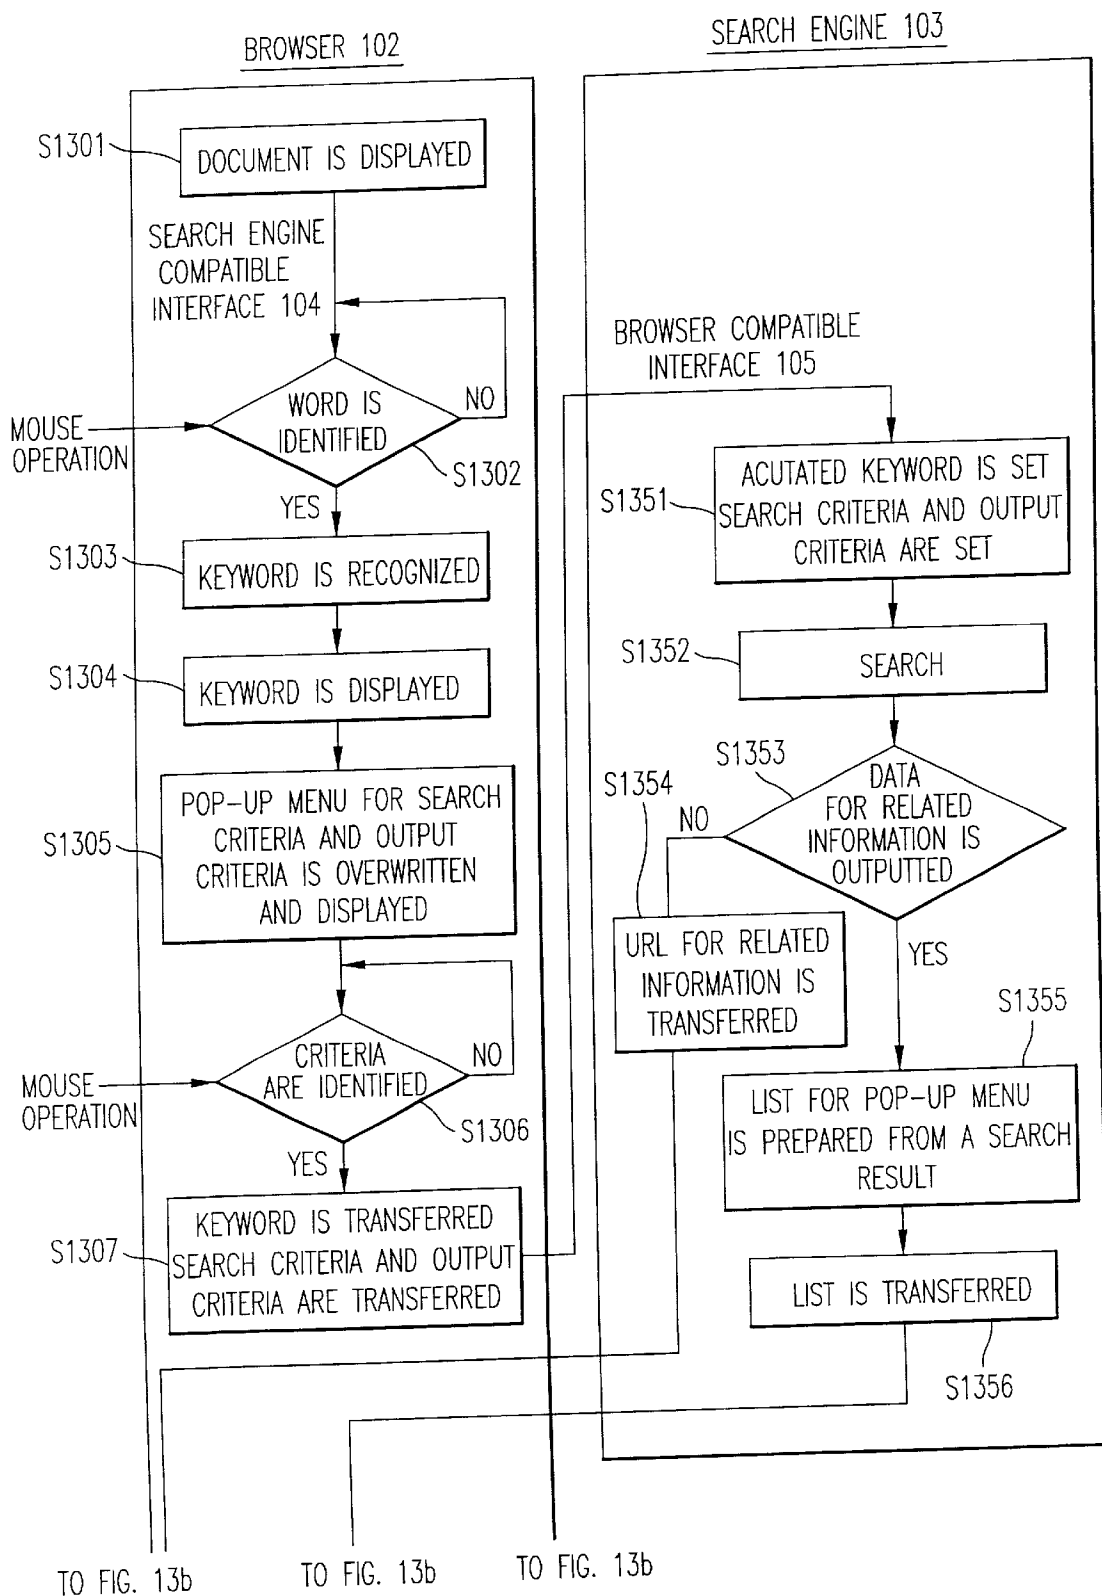 BROWSER 102
SEARCH ENGINE 103
S1301
DOCUMENT IS DISPLAYED
SEARCH ENGINE
COMPATIBLE
INTERFACE 104
WORD IS
IDENTIFIED
NO
MOUSE
OPERATION
S1302
YES
S1303
KEYWORD IS RECOGNIZED
S1304
KEYWORD IS DISPLAYED
S1305
POP-UP MENU FOR SEARCH
CRITERIA AND OUTPUT
CRITERIA IS OVERWRITTEN
AND DISPLAYED
CRITERIA
ARE IDENTIFIED
NO
MOUSE
OPERATION
S1306
YES
S1307
KEYWORD IS TRANSFERRED
SEARCH CRITERIA AND OUTPUT
CRITERIA ARE TRANSFERRED
BROWSER COMPATIBLE
INTERFACE 105
S1351
ACUTATED KEYWORD IS SET
SEARCH CRITERIA AND OUTPUT
CRITERIA ARE SET
S1352
SEARCH
S1353
DATA
FOR RELATED
INFORMATION IS
OUTPUTTED
NO
S1354
URL FOR RELATED
INFORMATION IS
TRANSFERRED
YES
S1355
LIST FOR POP-UP MENU
IS PREPARED FROM A SEARCH
RESULT
LIST IS TRANSFERRED
S1356
TO FIG. 13b
TO FIG. 13b
TO FIG. 13b